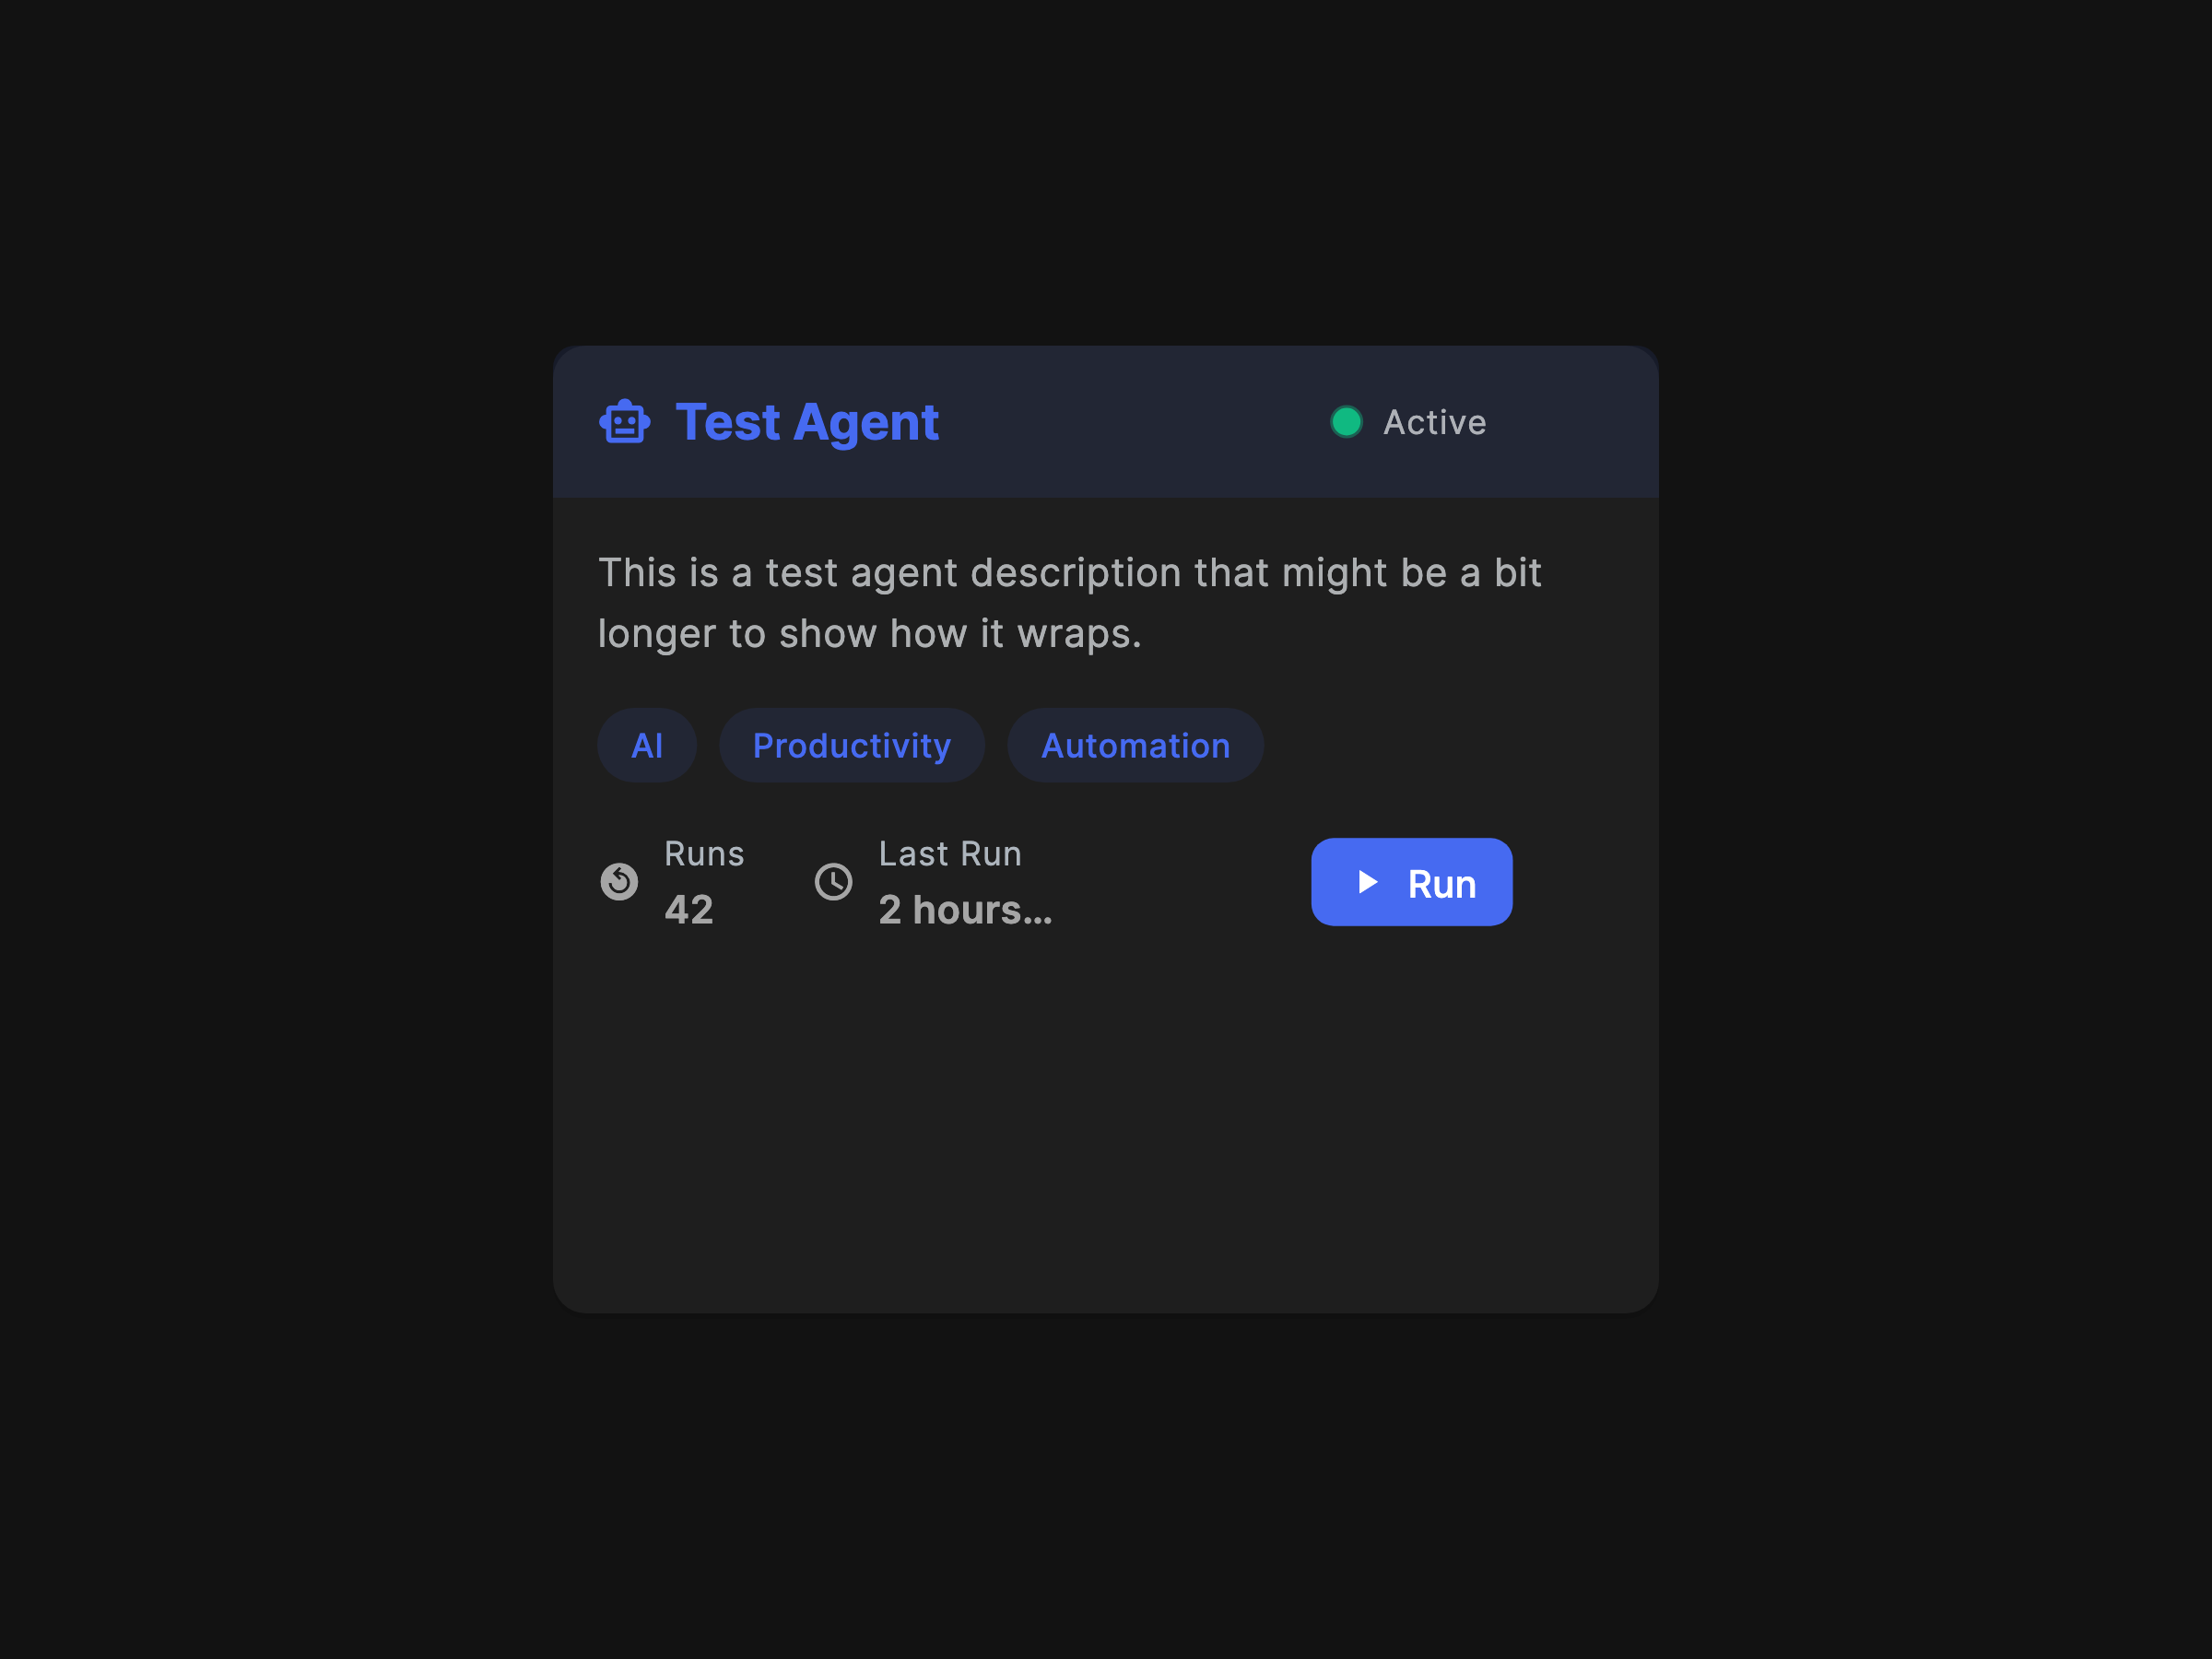 Test Agent
Active
This is a test agent description that might be a bit
longer to show how it wraps.
AI
Productivity
Automation
Runs
42
Last Run
2 hours...
Run